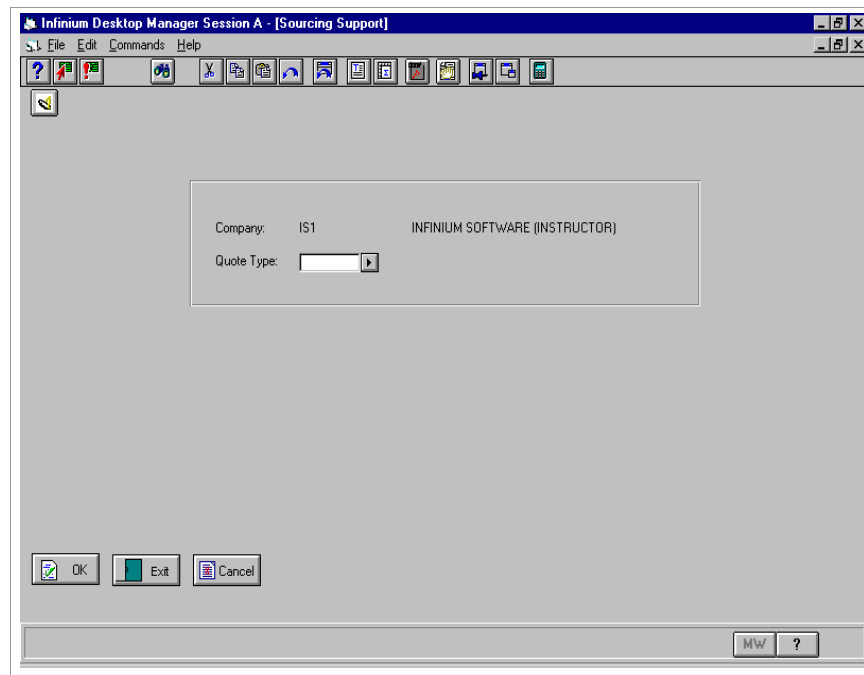 Infinium Desktop Manager Session A - [Sourcing Support]
File Edit Commands Help
Company: IS1 INFINIUM SOFTWARE (INSTRUCTOR)
Quote Type:
OK Exit Cancel
MW ?